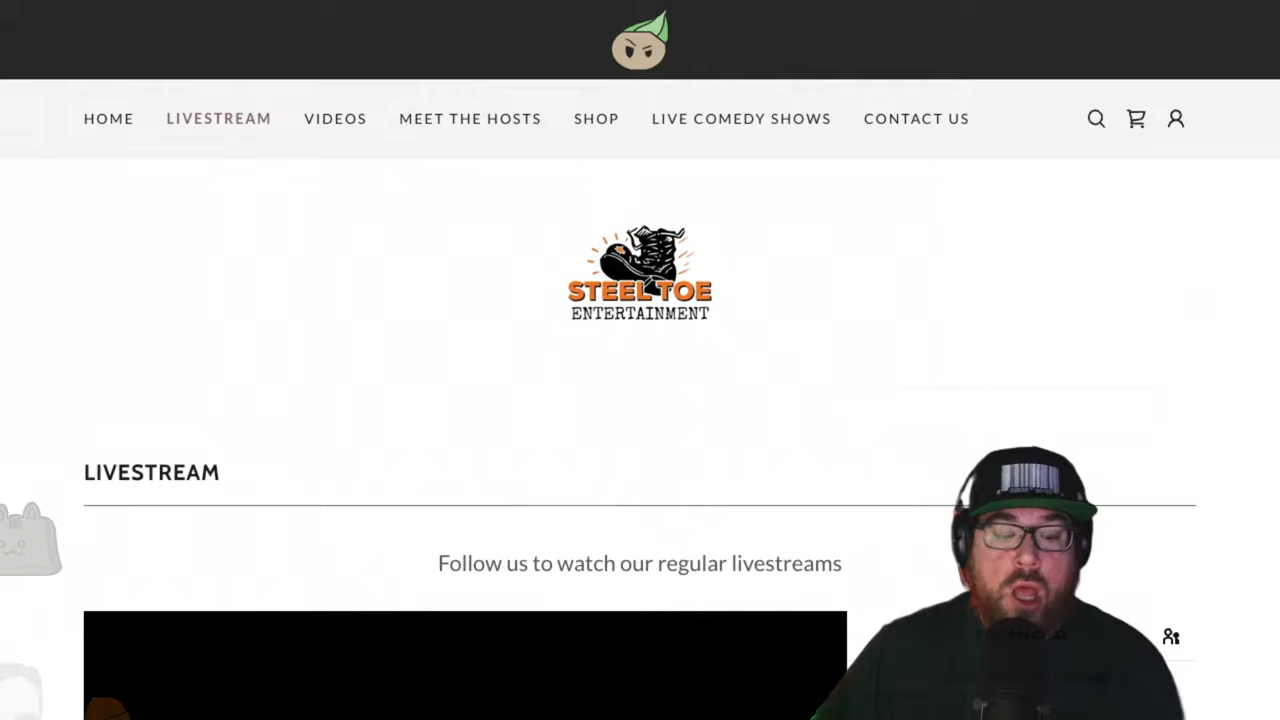 HOME LIVESTREAM VIDEOS MEET THE HOSTS SHOP LIVE COMEDY SHOWS CONTACT US
STEEL TOE
ENTERTAINMENT
LIVESTREAM
Follow us to watch our regular livestreams